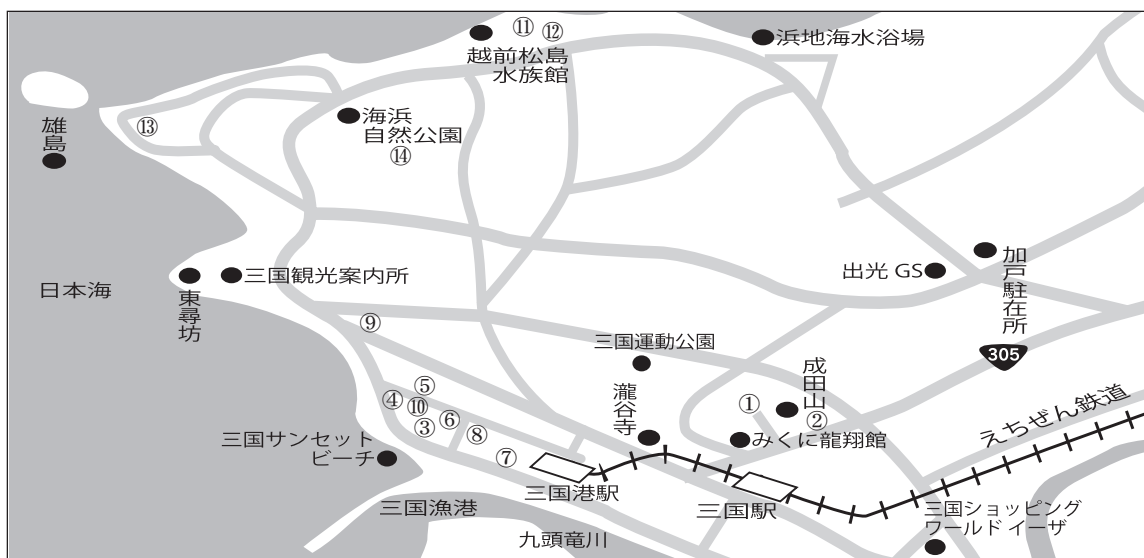 ⑪
⑫
越前松島
水族館
浜地海水浴場
雄島
⑬
海浜
自然公園
⑭
日本海
東尋坊
三国観光案内所
出光 GS
加戸駐在所
305
⑨
三国運動公園
成田山
瀧谷寺
①
②
みくに龍翔館
えちぜん鉄道
⑤
④
⑩
③
⑥
⑧
⑦
三国サンセット
ビーチ
三国港駅
三国駅
三国漁港
九頭竜川
三国ショッピング
ワールド イーザ